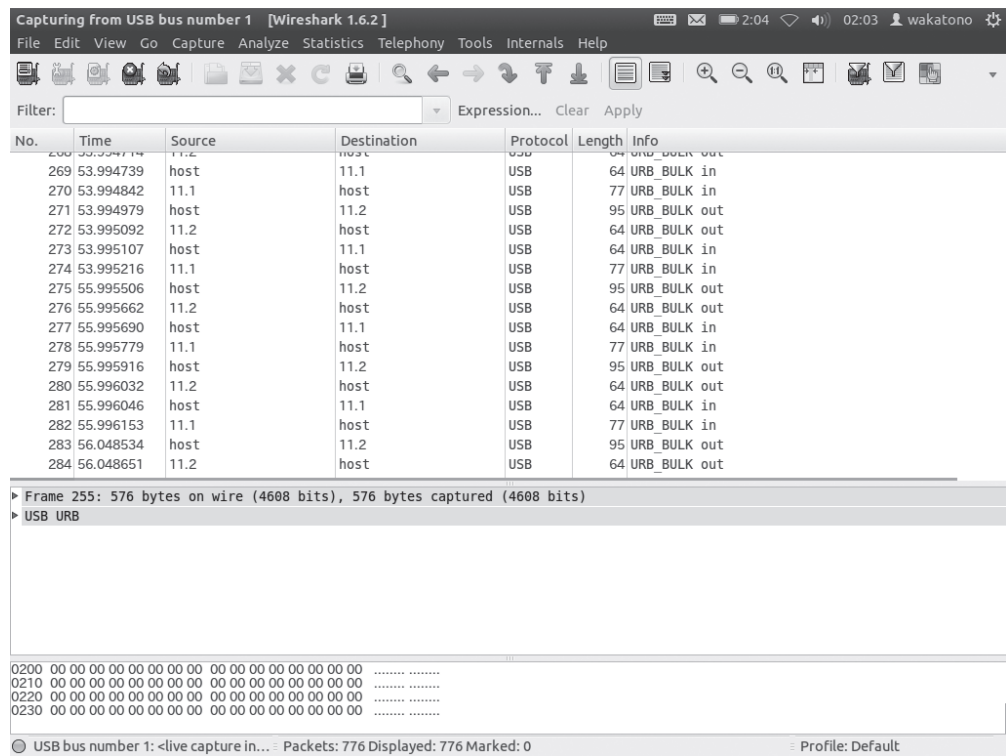 Capturing from USB bus number 1 [Wireshark 1.6.2 ] 2:04 02:03 wakatono
File Edit View Go Capture Analyze Statistics Telephony Tools Internals Help
Filter: Expression... Clear Apply
No. Time Source Destination Protocol Length Info
268 53.994714 11.2 host USB 64 URB_BULK out
269 53.994739 host 11.1 USB 64 URB_BULK in
270 53.994842 11.1 host USB 77 URB_BULK in
271 53.994979 host 11.2 USB 95 URB_BULK out
272 53.995092 11.2 host USB 64 URB_BULK out
273 53.995107 host 11.1 USB 64 URB_BULK in
274 53.995216 11.1 host USB 77 URB_BULK in
275 55.995506 host 11.2 USB 95 URB_BULK out
276 55.995662 11.2 host USB 64 URB_BULK out
277 55.995690 host 11.1 USB 64 URB_BULK in
278 55.995779 11.1 host USB 77 URB_BULK in
279 55.995916 host 11.2 USB 95 URB_BULK out
280 55.996032 11.2 host USB 64 URB_BULK out
281 55.996046 host 11.1 USB 64 URB_BULK in
282 55.996153 11.1 host USB 77 URB_BULK in
283 56.048534 host 11.2 USB 95 URB_BULK out
284 56.048651 11.2 host USB 64 URB_BULK out
Frame 255: 576 bytes on wire (4608 bits), 576 bytes captured (4608 bits)
USB URB
0200 00 00 00 00 00 00 00 00 00 00 00 00 00 00 00 00 ........ ........
0210 00 00 00 00 00 00 00 00 00 00 00 00 00 00 00 00 ........ ........
0220 00 00 00 00 00 00 00 00 00 00 00 00 00 00 00 00 ........ ........
0230 00 00 00 00 00 00 00 00 00 00 00 00 00 00 00 00 ........ ........
USB bus number 1: <live capture in... Packets: 776 Displayed: 776 Marked: 0 Profile: Default